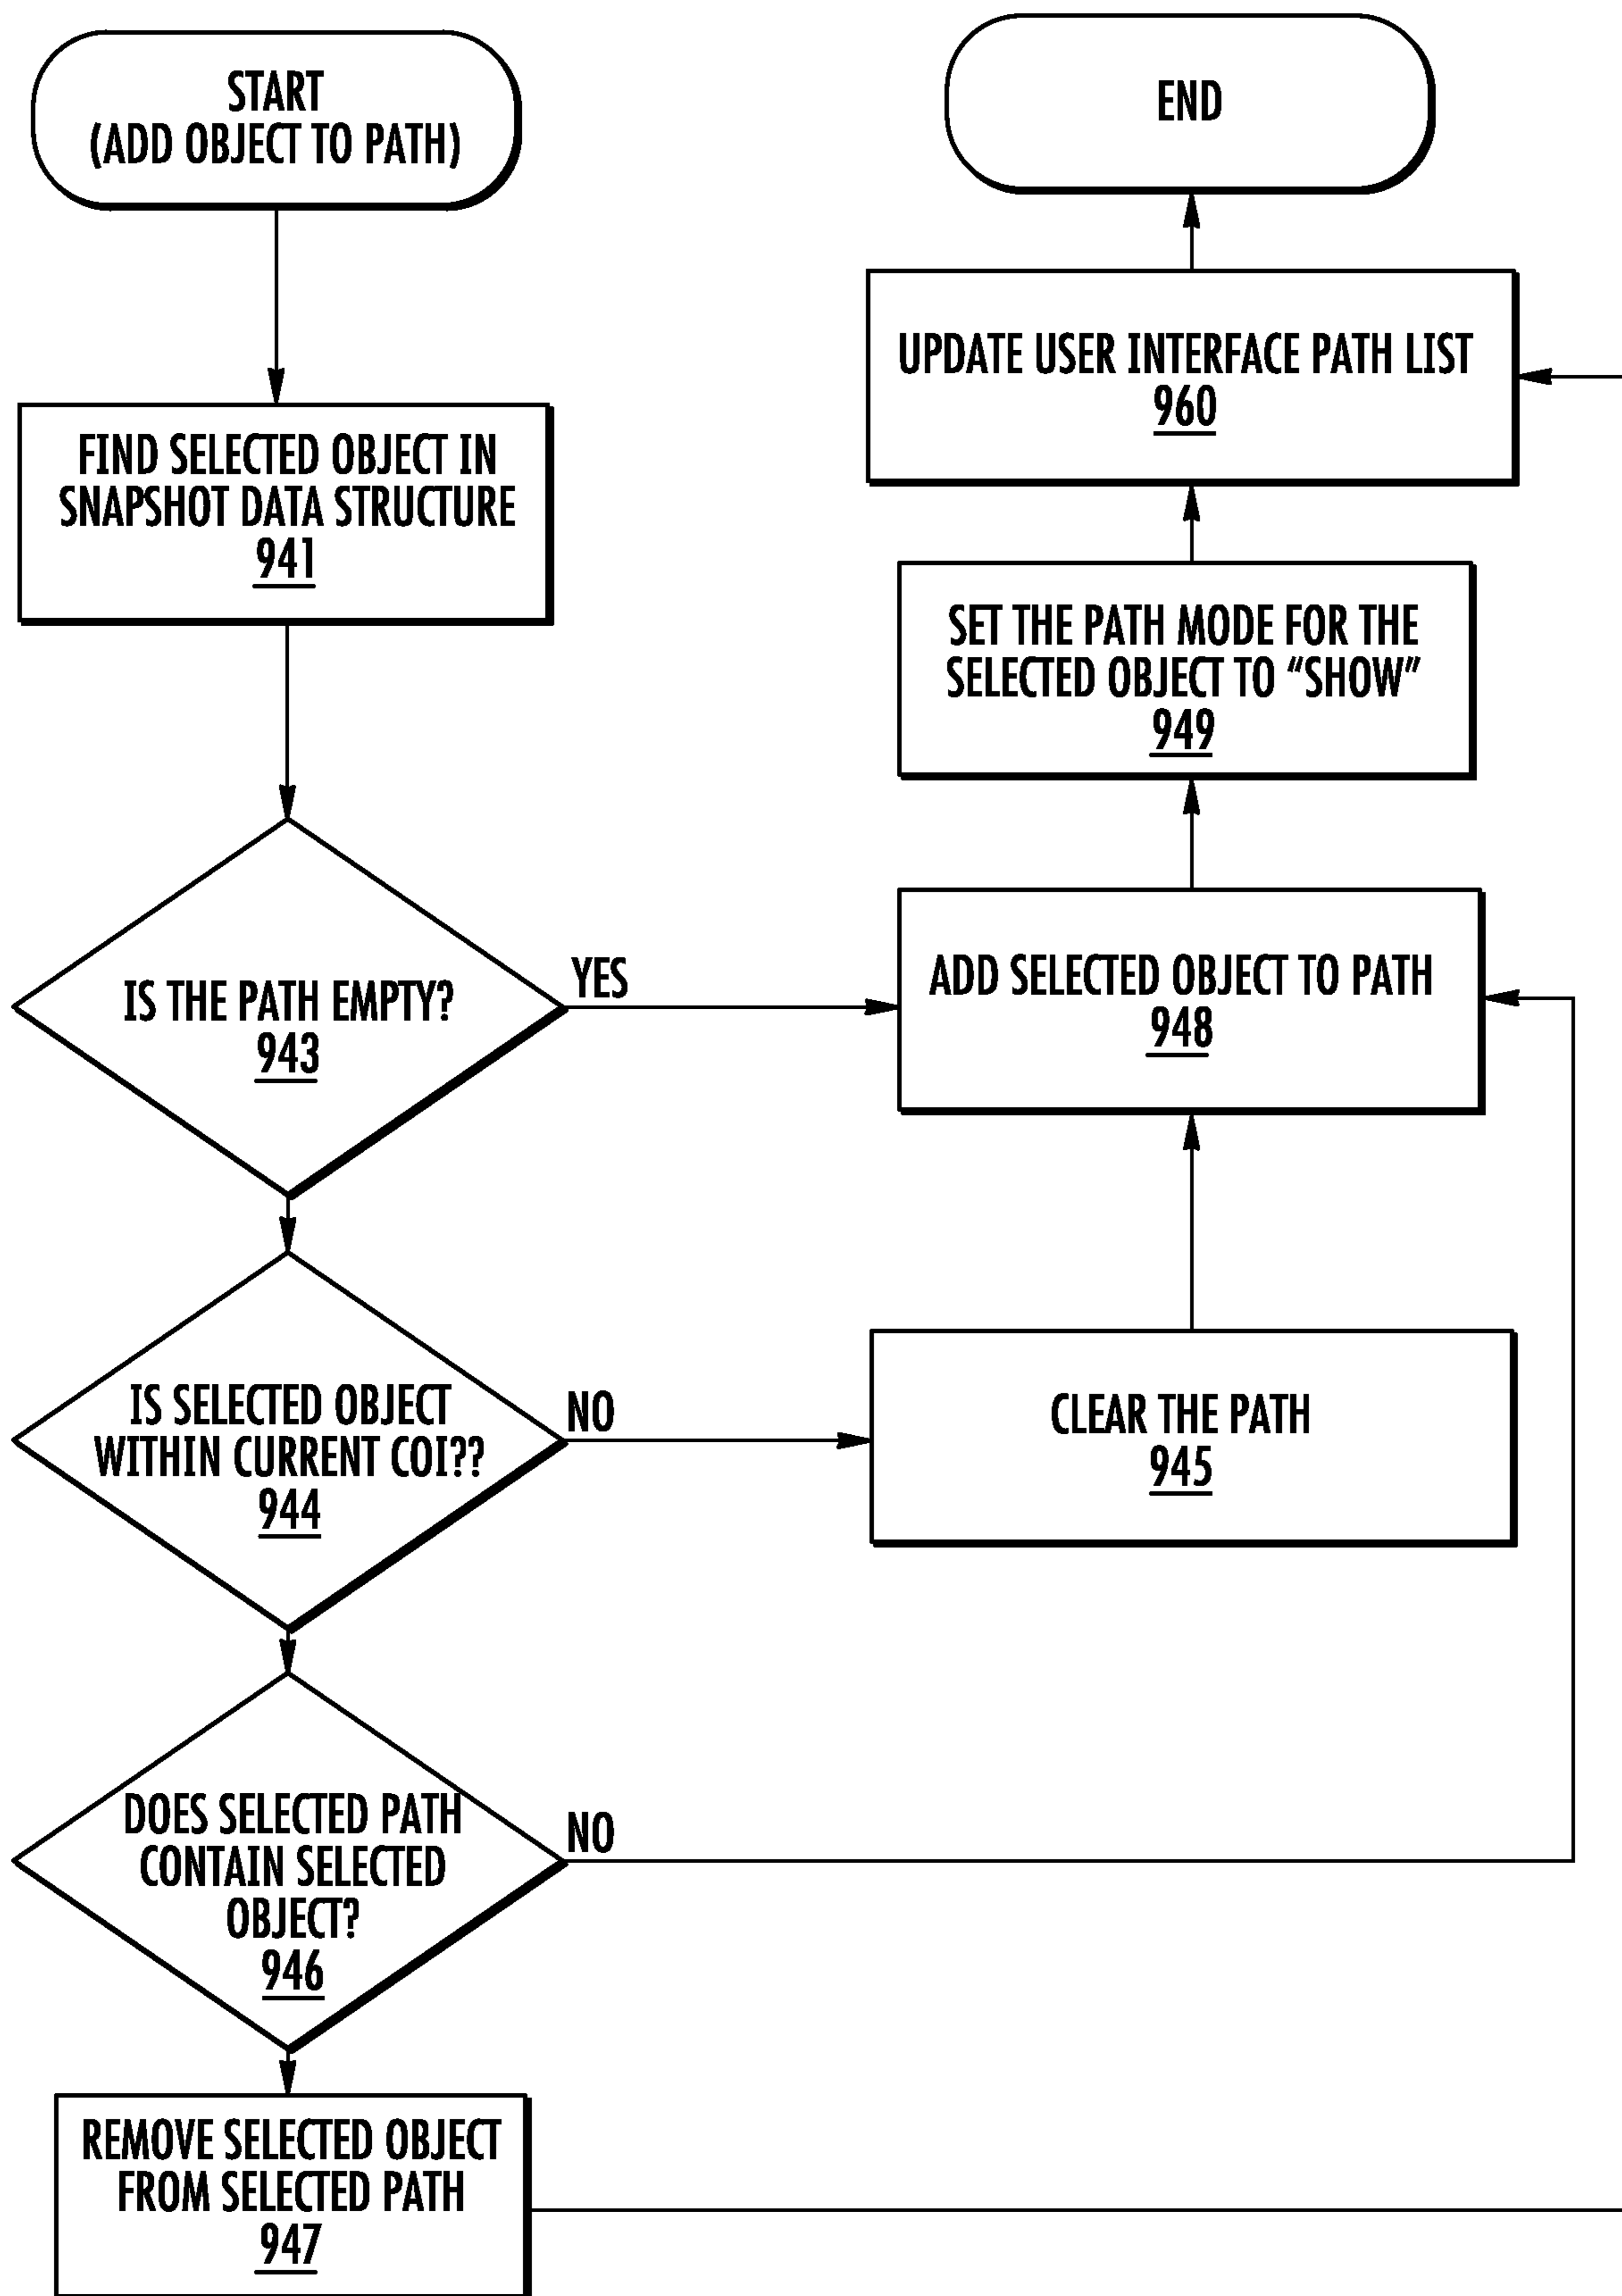 START
(ADD OBJECT TO PATH)
FIND SELECTED OBJECT IN
SNAPSHOT DATA STRUCTURE
941
IS THE PATH EMPTY?
943
YES
IS SELECTED OBJECT
WITHIN CURRENT COI??
944
NO
DOES SELECTED PATH
CONTAIN SELECTED
OBJECT?
946
NO
REMOVE SELECTED OBJECT
FROM SELECTED PATH
947
END
UPDATE USER INTERFACE PATH LIST
960
SET THE PATH MODE FOR THE
SELECTED OBJECT TO “SHOW”
949
ADD SELECTED OBJECT TO PATH
948
CLEAR THE PATH
945